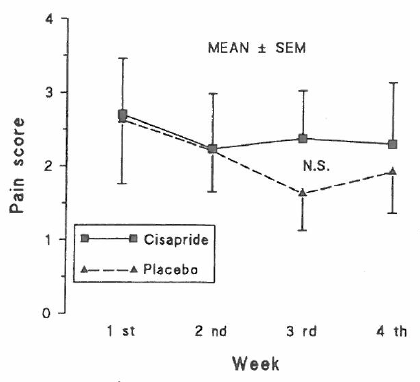 4
MEAN ± SEM
3
Pain score
2
N.S.
1
Cisapride
Placebo
0
1 st 2 nd 3 rd 4 th
Week